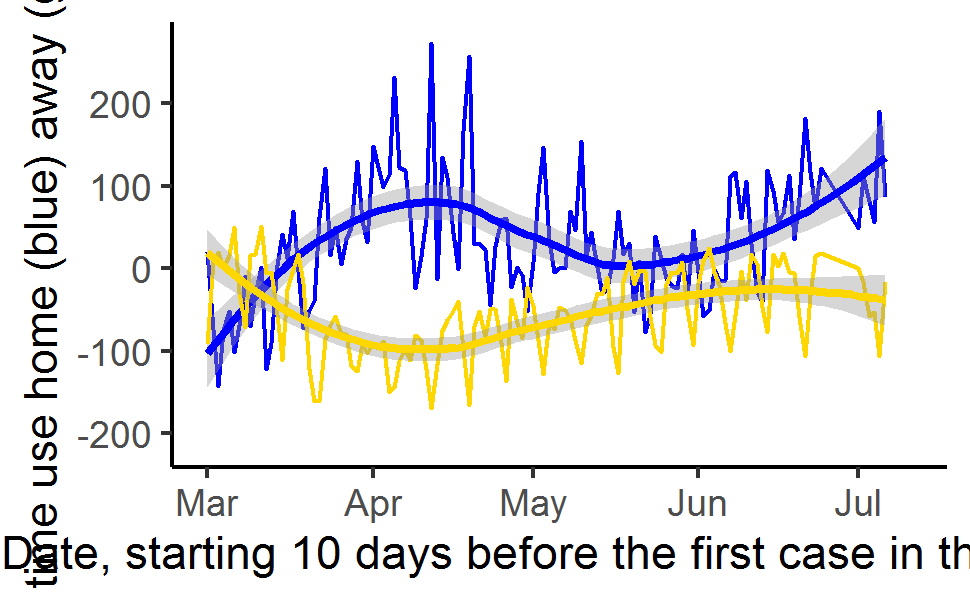 time use home (blue) away (
200
100
0
-100
-200
Mar Apr May Jun Jul
Date, starting 10 days before the first case in th